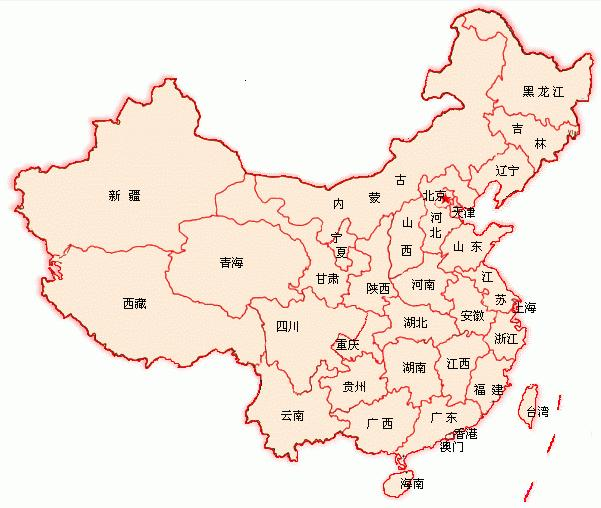 黑龙江
吉林
辽宁
内蒙古
新疆
北京
天津
河北
山西
山东
宁夏
青海
甘肃
陕西
河南
江苏
西藏
四川
重庆
湖北
安徽
上海
浙江
湖南
江西
贵州
福建
云南
广西
广东
台湾
香港
澳门
海南